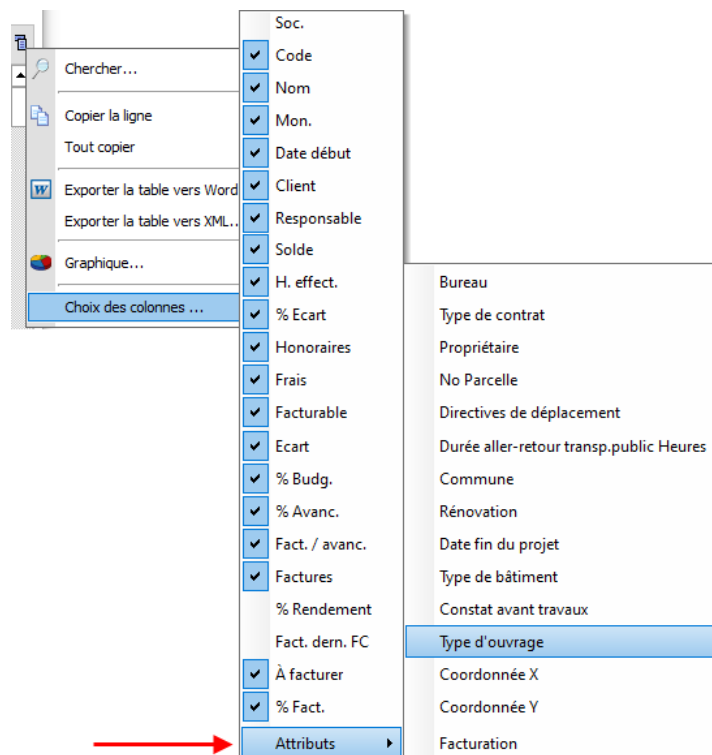 Chercher...
Copier la ligne
Tout copier
Exporter la table vers Word
Exporter la table vers XML..
Graphique...
Choix des colonnes ...
Soc.
Code
Nom
Mon.
Date début
Client
Responsable
Solde
H. effect.
% Ecart
Honoraires
Frais
Facturable
Ecart
% Budg.
% Avanc.
Fact. / avanc.
Factures
% Rendement
Fact. dern. FC
À facturer
% Fact.
Attributs
Bureau
Type de contrat
Propriétaire
No Parcelle
Directives de déplacement
Durée aller-retour transp.public Heures
Commune
Rénovation
Date fin du projet
Type de bâtiment
Constat avant travaux
Type d'ouvrage
Coordonnée X
Coordonnée Y
Facturation